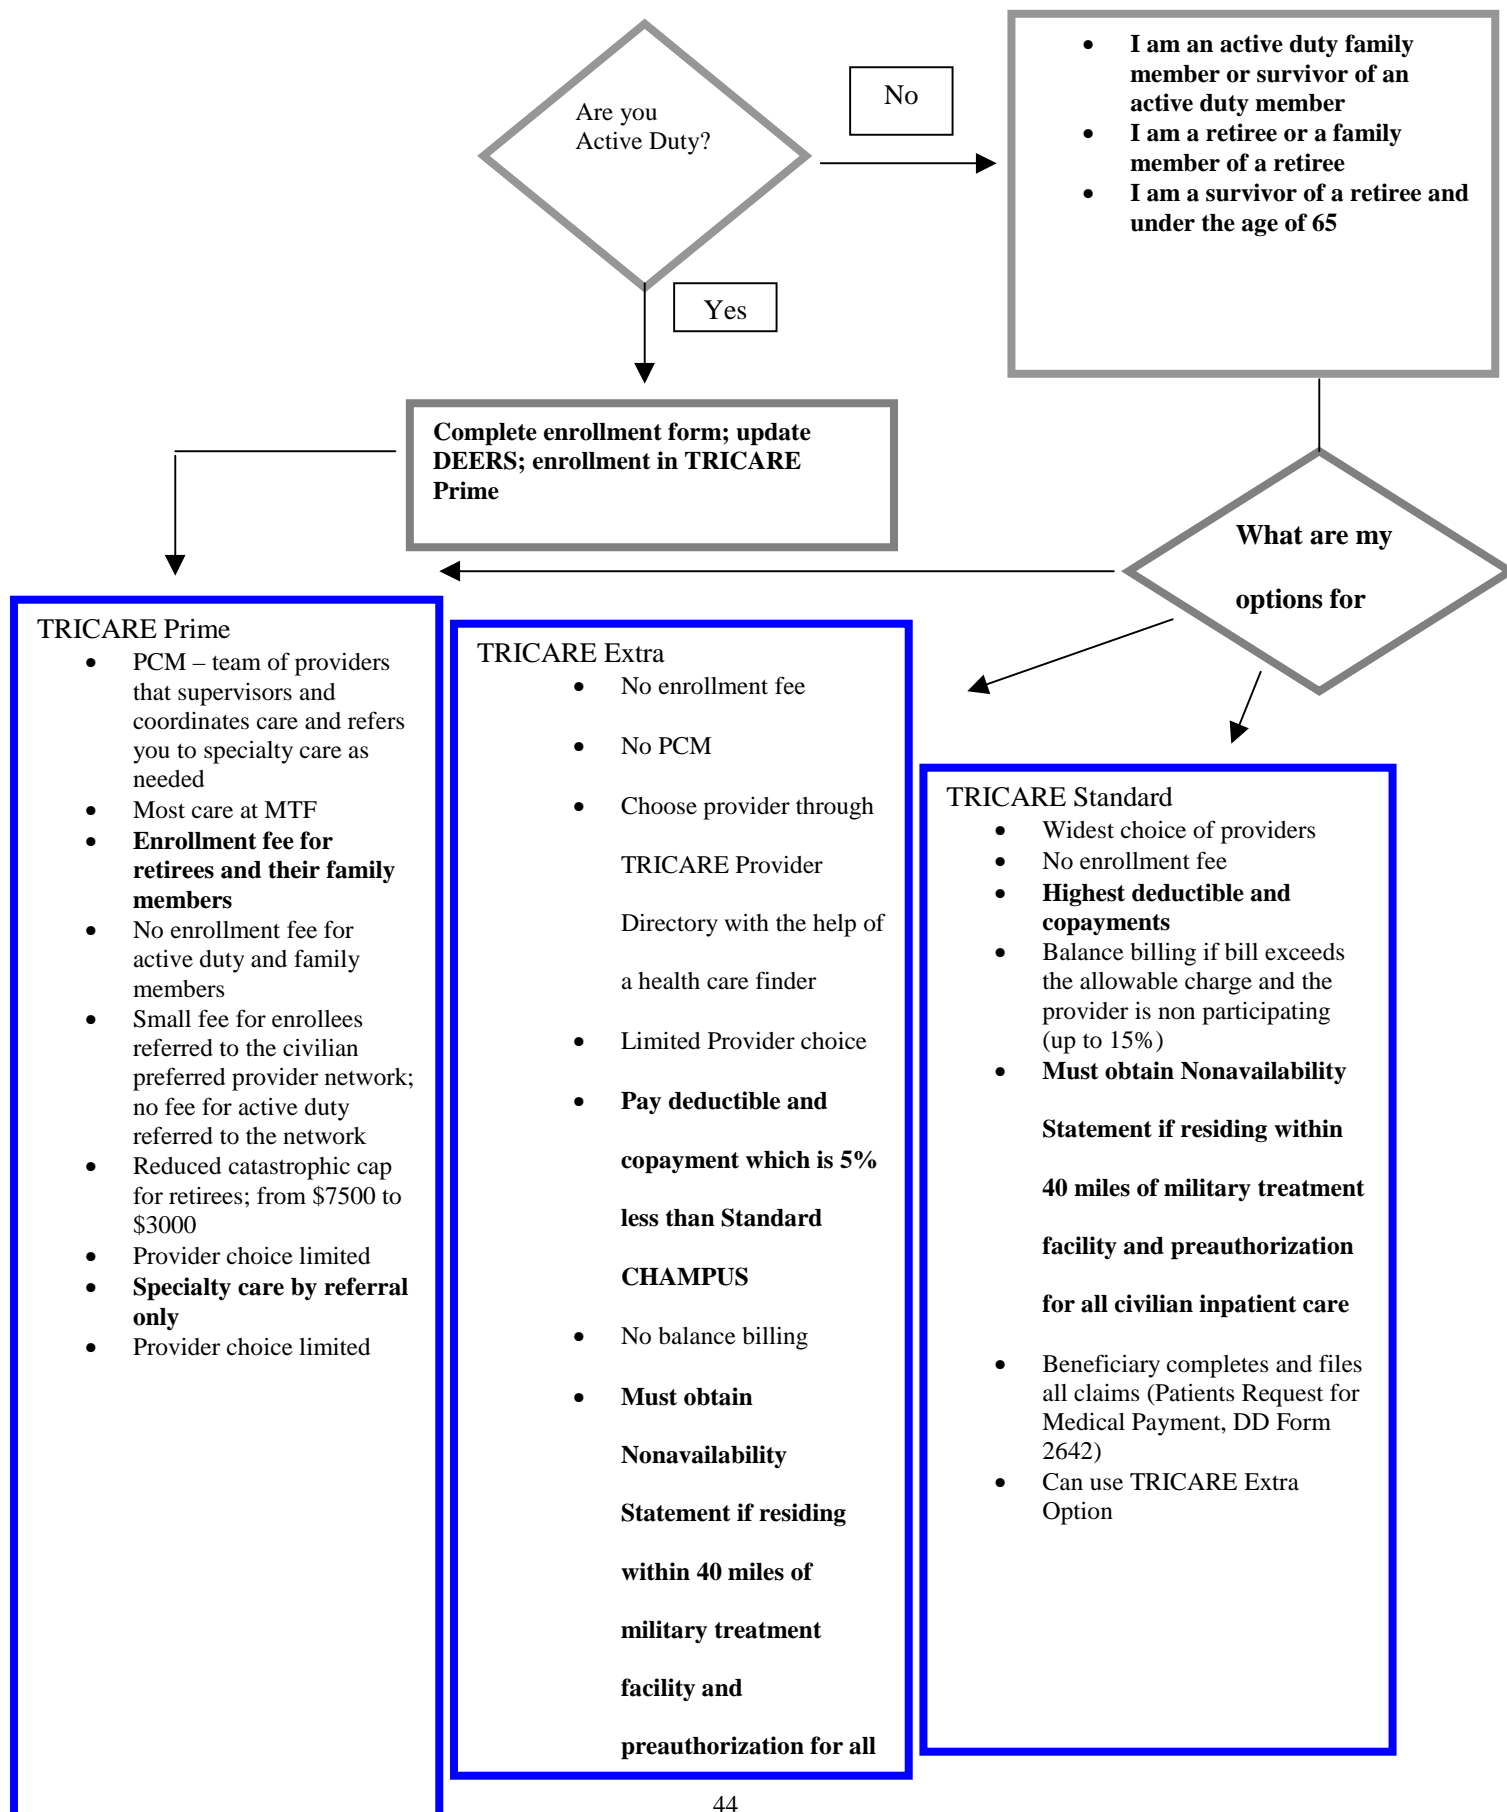 Are you
Active Duty?
No
• I am an active duty family
member or survivor of an
active duty member
• I am a retiree or a family
member of a retiree
• I am a survivor of a retiree and
under the age of 65
Yes
Complete enrollment form; update
DEERS; enrollment in TRICARE
Prime
What are my
options for
TRICARE Prime
• PCM – team of providers
that supervisors and
coordinates care and refers
you to specialty care as
needed
• Most care at MTF
• Enrollment fee for
retirees and their family
members
• No enrollment fee for
active duty and family
members
• Small fee for enrollees
referred to the civilian
preferred provider network;
no fee for active duty
referred to the network
• Reduced catastrophic cap
for retirees; from $7500 to
$3000
• Provider choice limited
• Specialty care by referral
only
• Provider choice limited
TRICARE Extra
• No enrollment fee
• No PCM
• Choose provider through
TRICARE Provider
Directory with the help of
a health care finder
• Limited Provider choice
• Pay deductible and
copayment which is 5%
less than Standard
CHAMPUS
• No balance billing
• Must obtain
Nonavailability
Statement if residing
within 40 miles of
military treatment
facility and
preauthorization for all
TRICARE Standard
• Widest choice of providers
• No enrollment fee
• Highest deductible and
copayments
• Balance billing if bill exceeds
the allowable charge and the
provider is non participating
(up to 15%)
• Must obtain Nonavailability
Statement if residing within
40 miles of military treatment
facility and preauthorization
for all civilian inpatient care
• Beneficiary completes and files
all claims (Patients Request for
Medical Payment, DD Form
2642)
• Can use TRICARE Extra
Option
44